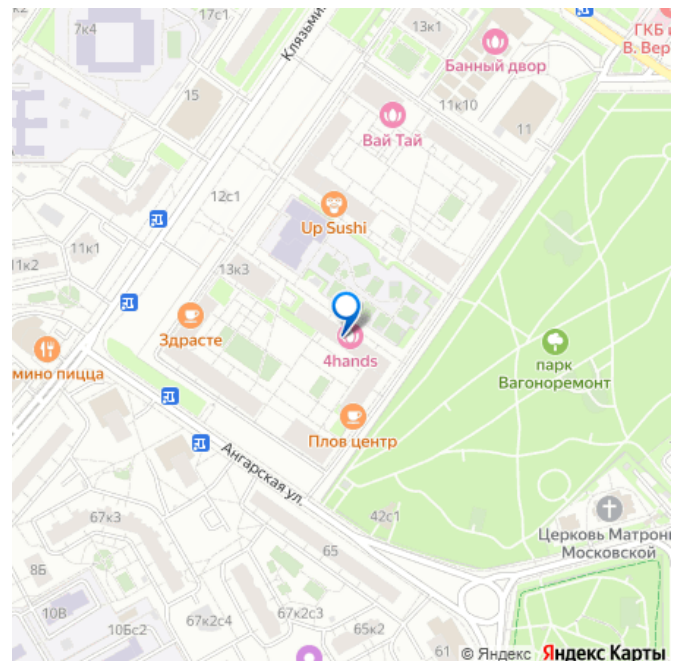 7к4
17с1
13к1
ГКБ и
В. Вер
Клязьми
Банный двор
15
11к10
11
Вай Тай
12с1
Up Sushi
11к1
11к2
13к3
Здрасте
4hands
парк
Вагоноремонт
мино пицца
Плов центр
Ангарская ул.
67к3
42с1
Церковь Матроны
Московской
65
8Б
10В
10Бс2
67к2с4
67к2с3
65к2
61
© Яндекс Яндекс Карты